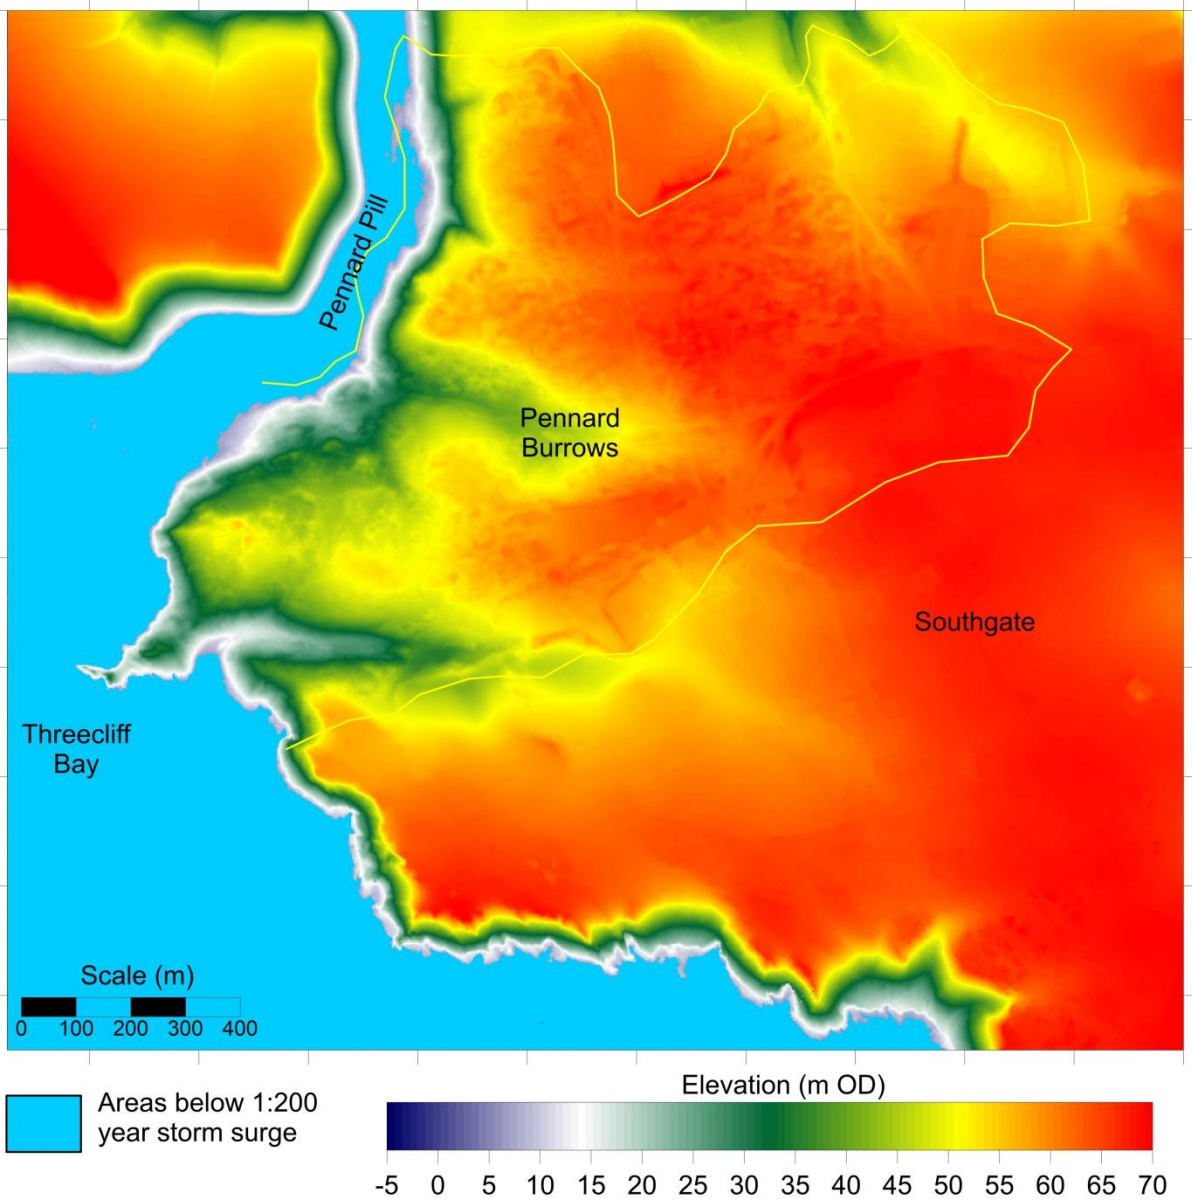 Pennard Pill
Pennard
Burrows
Southgate
Threecliff
Bay
Scale (m)
0 100 200 300 400
Areas below 1:200
year storm surge
Elevation (m OD)
-5 0 5 10 15 20 25 30 35 40 45 50 55 60 65 70